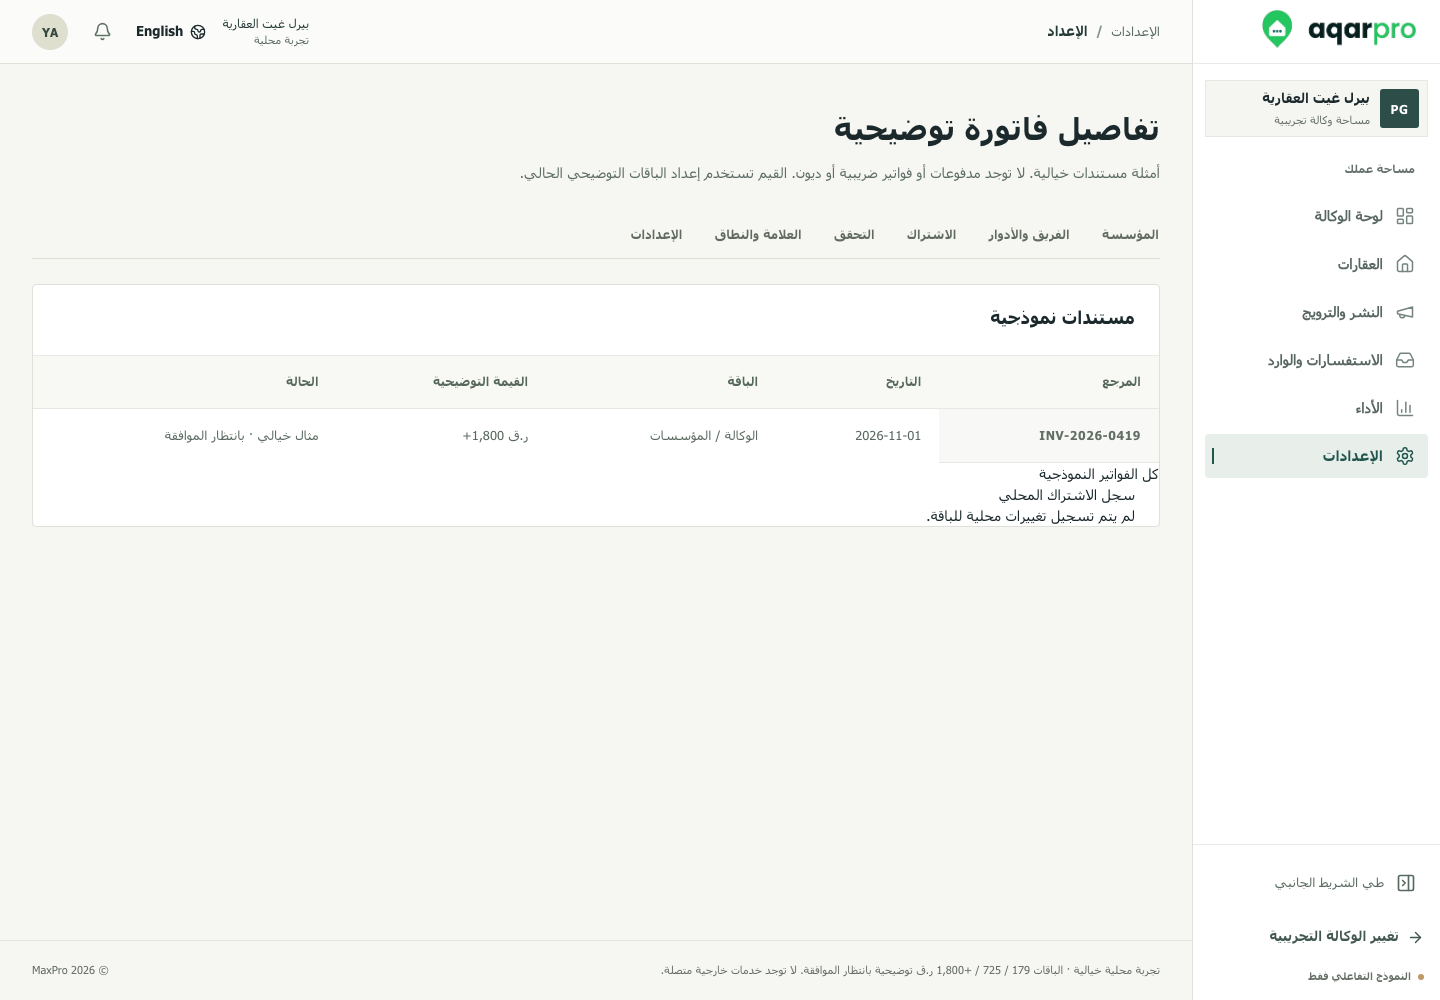 aqarpro
PG
بيرل غيت العقارية
مساحة وكالة تجريبية
مساحة عملك
لوحة الوكالة
العقارات
النشر والترويج
الاستفسارات والوارد
الأداء
الإعدادات
طي الشريط الجانبي
تغيير الوكالة التجريبية
النموذج التفاعلي فقط
الإعدادات / الإعداد
بيرل غيت العقارية
تجربة محلية
English
YA
تفاصيل فاتورة توضيحية
أمثلة مستندات خيالية. لا توجد مدفوعات أو فواتير ضريبية أو ديون. القيم تستخدم إعداد الباقات التوضيحي الحالي.
المؤسسة الفريق والأدوار الاشتراك التحقق العلامة والنطاق الإعدادات
مستندات نموذجية
المرجع التاريخ الباقة القيمة التوضيحية الحالة
INV-2026-0419 2026-11-01 الوكالة / المؤسسات ر.ق 1,800+ مثال خيالي · بانتظار الموافقة
كل الفواتير النموذجية
سجل الاشتراك المحلي
لم يتم تسجيل تغييرات محلية للباقة.
تجربة محلية خيالية · الباقات 179 / 725 / 1,800+ ر.ق توضيحية بانتظار الموافقة. لا توجد خدمات خارجية متصلة.
© 2026 MaxPro